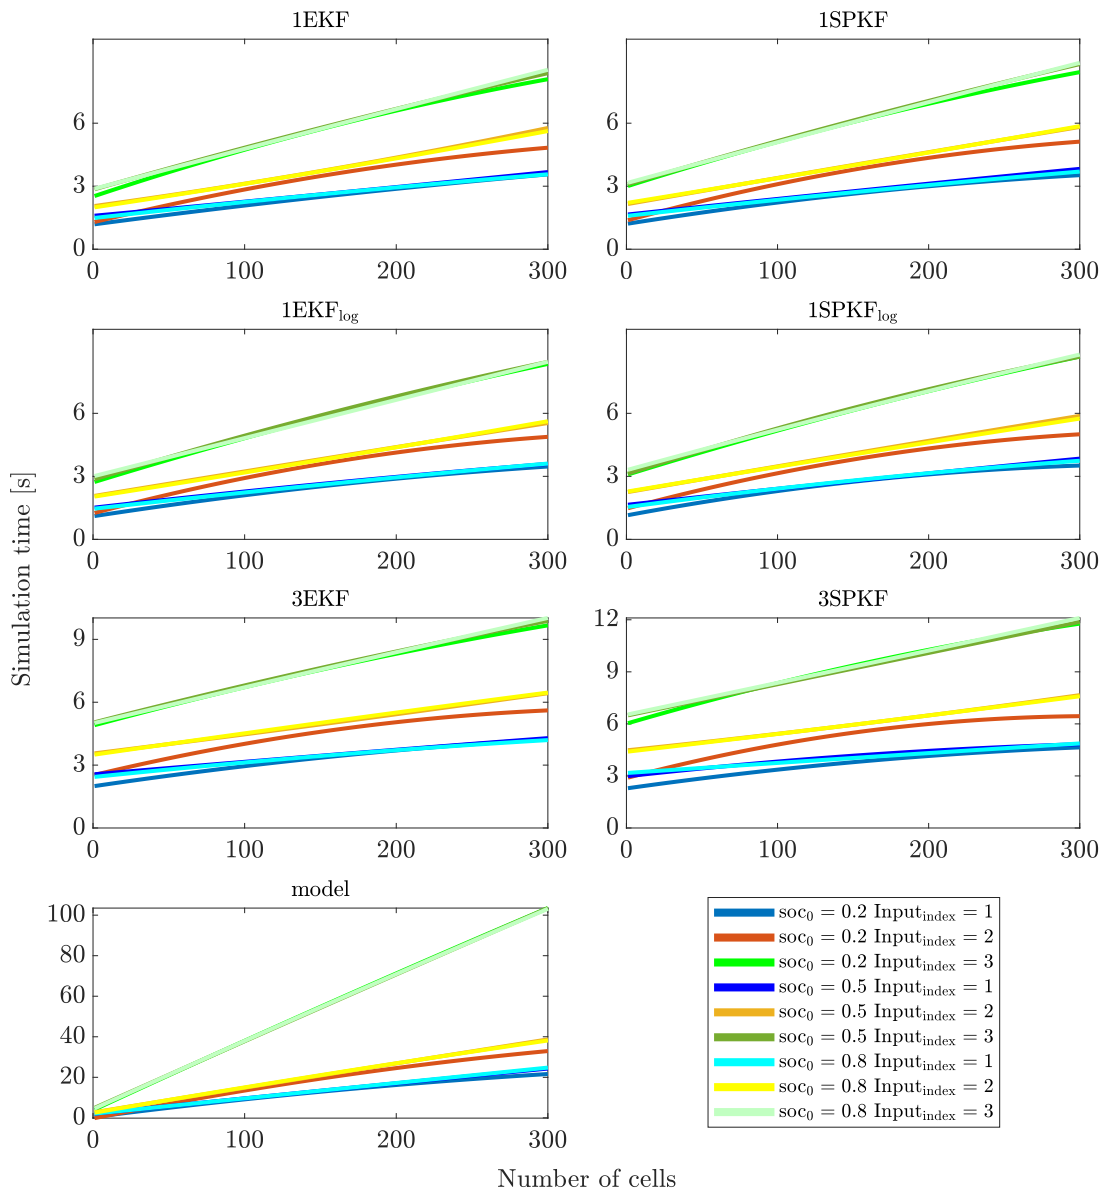 1EKF
1SPKF
6
3
0
0 100 200 300
6
3
0
0 100 200 300
1EKF_log
1SPKF_log
6
3
0
0 100 200 300
6
3
0
0 100 200 300
Simulation time [s]
3EKF
3SPKF
9
6
3
0
0 100 200 300
12
9
6
3
0
0 100 200 300
model
100
80
60
40
20
0
0 100 200 300
soc₀ = 0.2 Input_index = 1
soc₀ = 0.2 Input_index = 2
soc₀ = 0.2 Input_index = 3
soc₀ = 0.5 Input_index = 1
soc₀ = 0.5 Input_index = 2
soc₀ = 0.5 Input_index = 3
soc₀ = 0.8 Input_index = 1
soc₀ = 0.8 Input_index = 2
soc₀ = 0.8 Input_index = 3
Number of cells